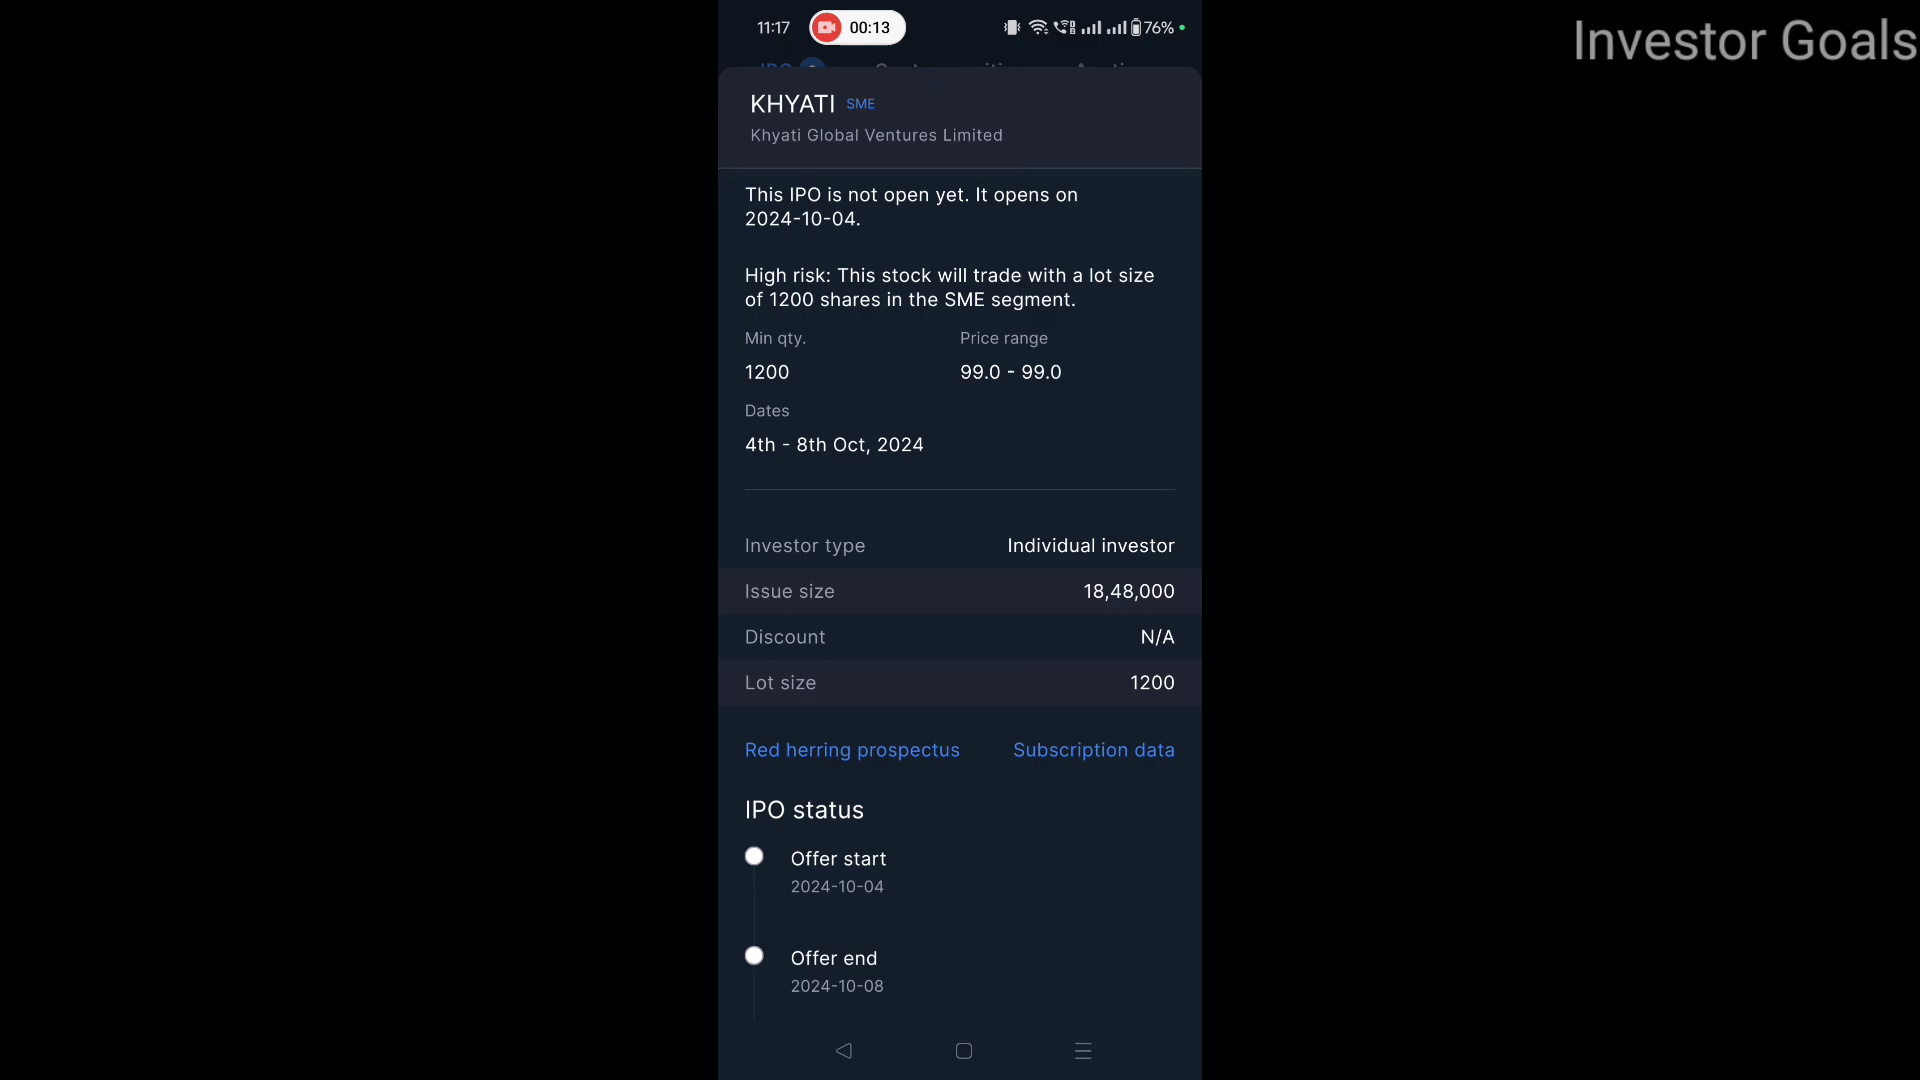 Investor Goals
11:17
00:13
76%
KHYATI SME
Khyati Global Ventures Limited
This IPO is not open yet. It opens on
2024-10-04.
High risk: This stock will trade with a lot size
of 1200 shares in the SME segment.
Min qty. Price range
1200 99.0 - 99.0
Dates
4th - 8th Oct, 2024
Investor type Individual investor
Issue size 18,48,000
Discount N/A
Lot size 1200
Red herring prospectus Subscription data
IPO status
Offer start
2024-10-04
Offer end
2024-10-08